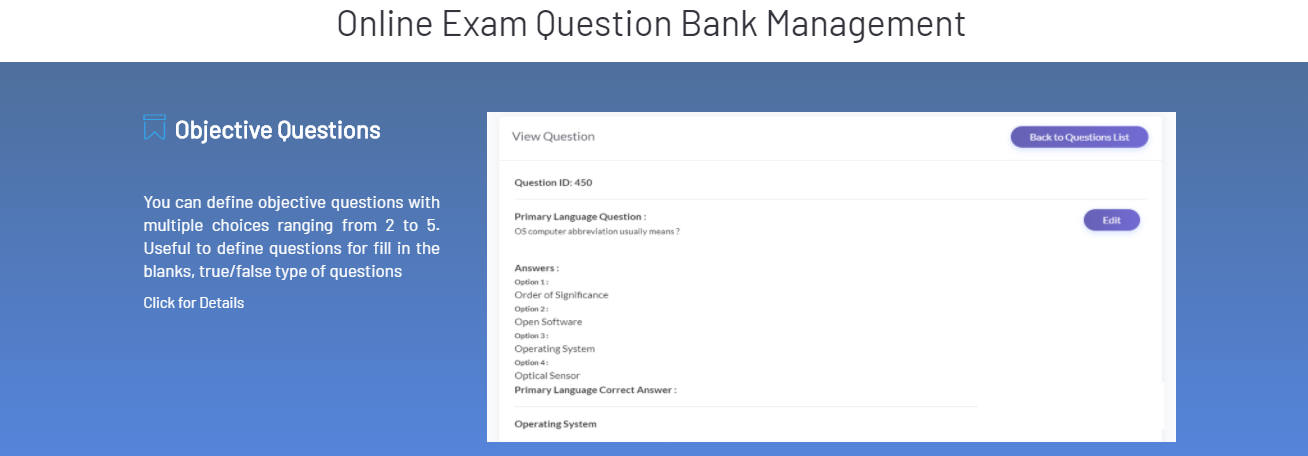 Online Exam Question Bank Management
Objective Questions
You can define objective questions with
multiple choices ranging from 2 to 5.
Useful to define questions for fill in the
blanks, true/false type of questions
Click for Details
View Question
Back to Questions List
Question ID: 450
Primary Language Question :
Edit
OS computer abbreviation usually means ?
Answers :
Option 1 :
Order of Significance
Option 2 :
Open Software
Option 3 :
Operating System
Option 4 :
Optical Sensor
Primary Language Correct Answer :
Operating System